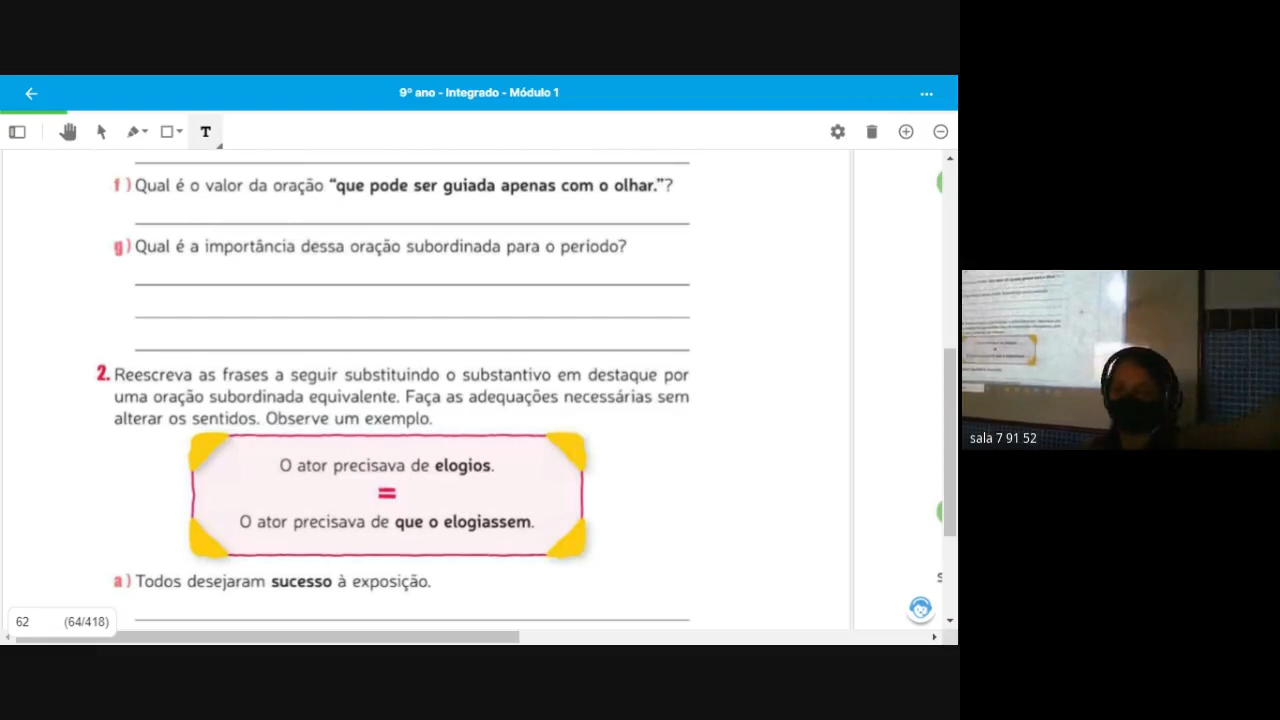 9º ano - Integrado - Módulo 1
T
f ) Qual é o valor da oração “que pode ser guiada apenas com o olhar.”?
g ) Qual é a importância dessa oração subordinada para o período?
2. Reescreva as frases a seguir substituindo o substantivo em destaque por
uma oração subordinada equivalente. Faça as adequações necessárias sem
alterar os sentidos. Observe um exemplo.
O ator precisava de elogios.
=
O ator precisava de que o elogiassem.
a ) Todos desejaram sucesso à exposição.
62 (64/418)
sala 7 91 52